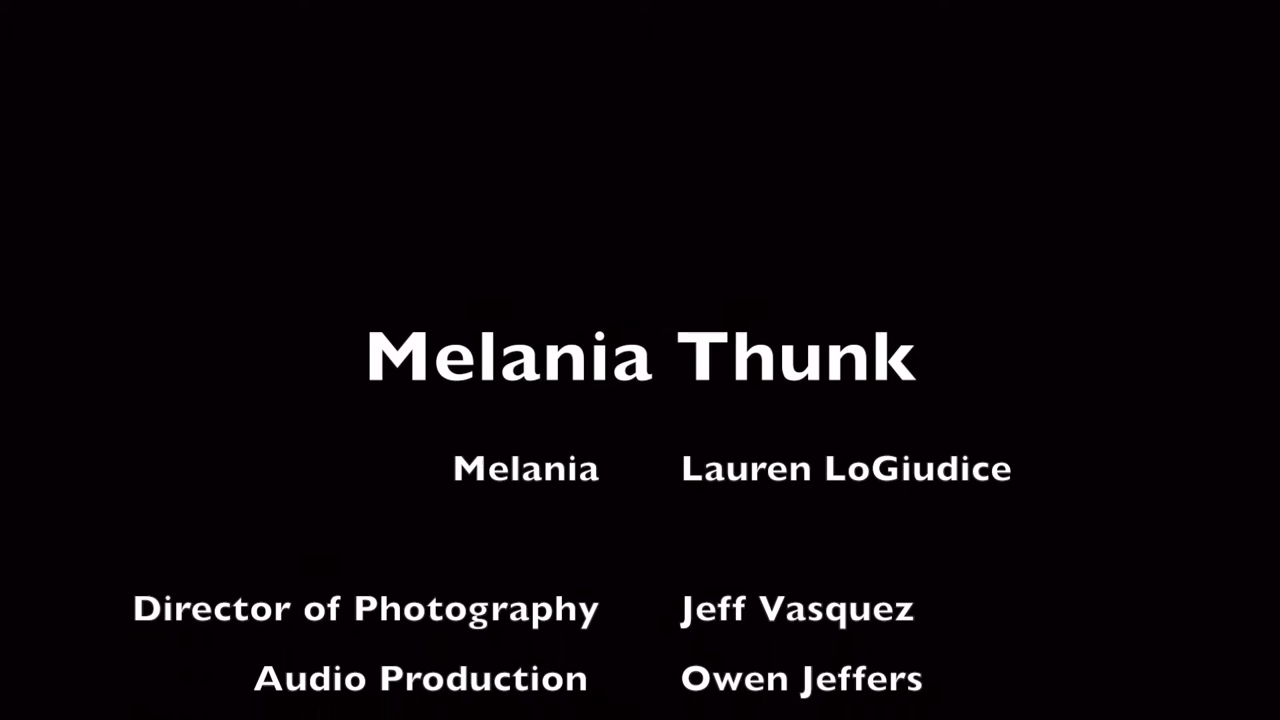 Melania Thunk
Melania Lauren LoGiudice
Director of Photography Jeff Vasquez
Audio Production Owen Jeffers